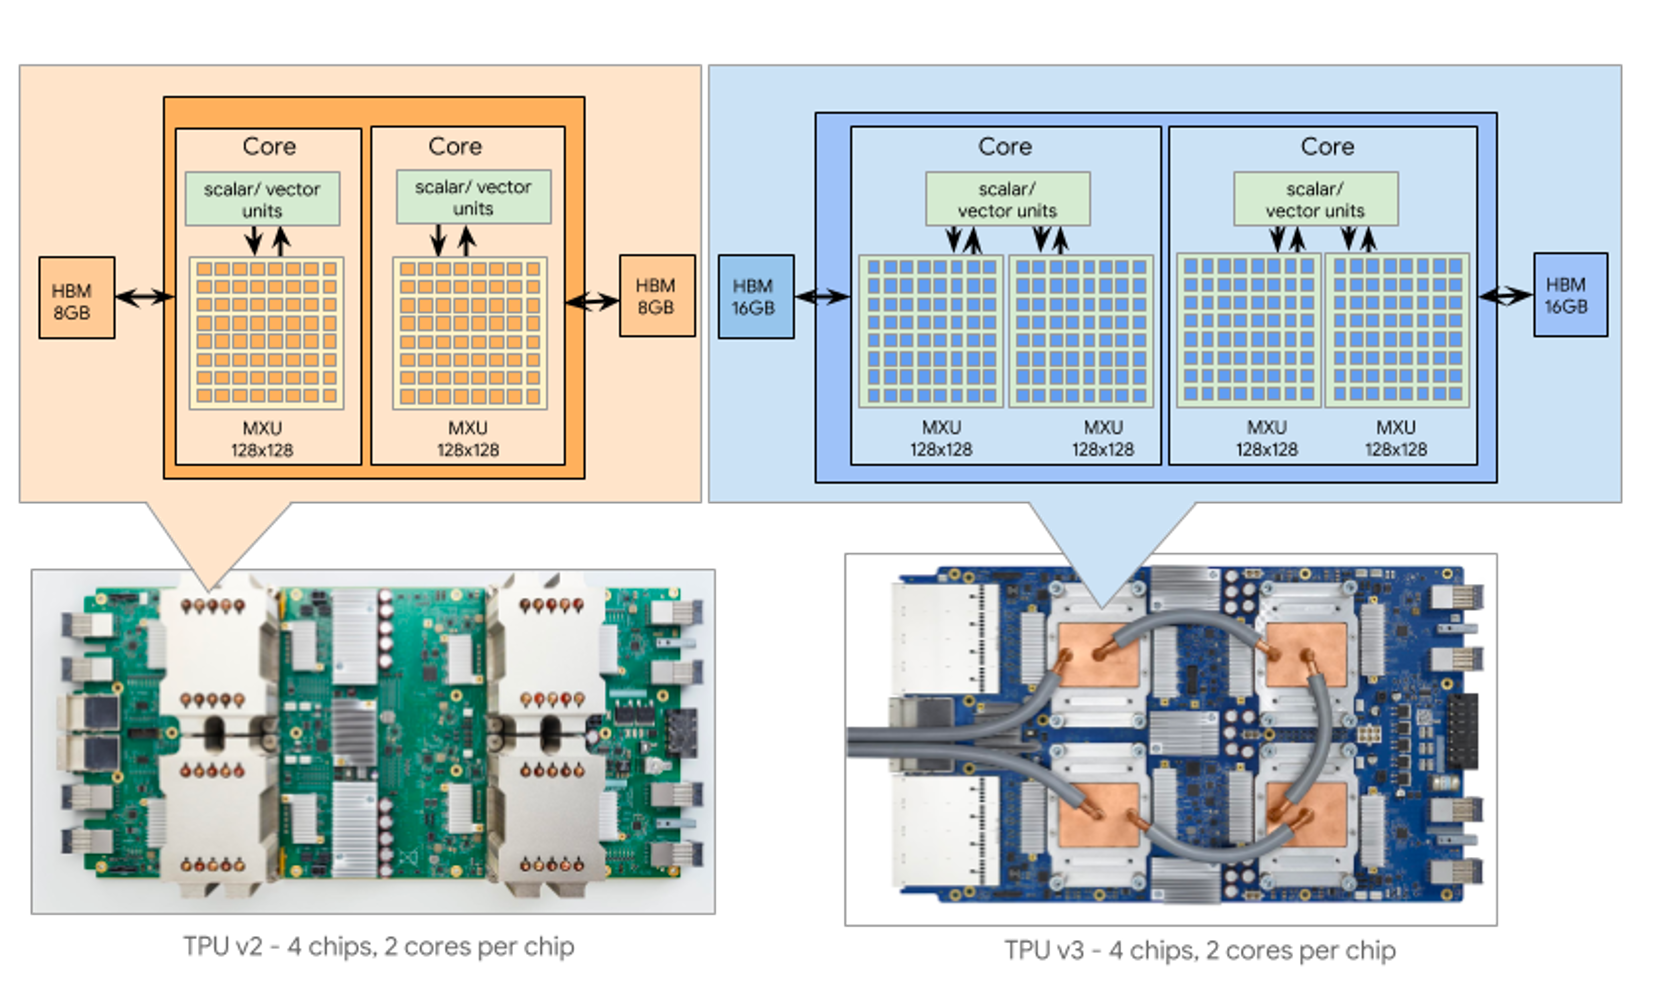 Core
scalar/ vector
units
MXU
128x128
Core
scalar/ vector
units
MXU
128x128
HBM
8GB
HBM
8GB
Core
scalar/
vector units
MXU
128x128
MXU
128x128
Core
scalar/
vector units
MXU
128x128
MXU
128x128
HBM
16GB
HBM
16GB
TPU v2 - 4 chips, 2 cores per chip
TPU v3 - 4 chips, 2 cores per chip